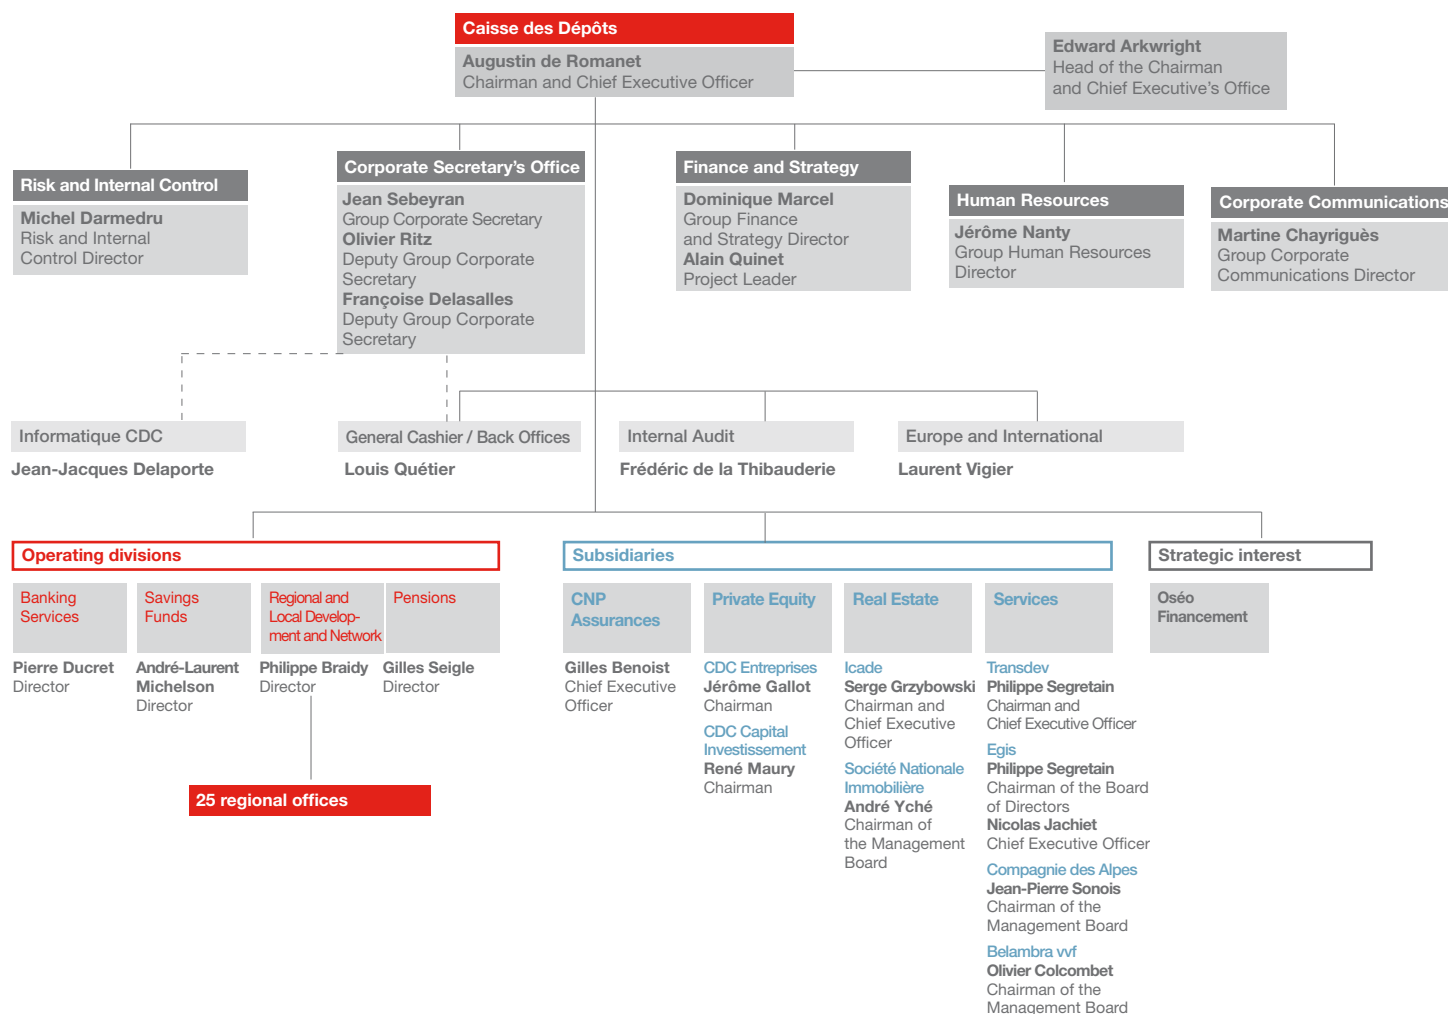 Caisse des Dépôts
Augustin de Romanet
Chairman and Chief Executive Officer
Edward Arkwright
Head of the Chairman
and Chief Executive's Office
Risk and Internal Control
Michel Darmedru
Risk and Internal
Control Director
Corporate Secretary's Office
Jean Sebeyran
Group Corporate Secretary
Olivier Ritz
Deputy Group Corporate
Secretary
Françoise Delasalles
Deputy Group Corporate
Secretary
Finance and Strategy
Dominique Marcel
Group Finance
and Strategy Director
Alain Quinet
Project Leader
Human Resources
Jérôme Nanty
Group Human Resources
Director
Corporate Communications
Martine Chayriguès
Group Corporate
Communications Director
Informatique CDC
Jean-Jacques Delaporte
General Cashier / Back Offices
Louis Quétier
Internal Audit
Frédéric de la Thibauderie
Europe and International
Laurent Vigier
Operating divisions
Banking
Services
Pierre Ducret
Director
Savings
Funds
André-Laurent
Michelson
Director
Regional and
Local Develop-
ment and Network
Philippe Braidy
Director
Pensions
Gilles Seigle
Director
25 regional offices
Subsidiaries
CNP
Assurances
Gilles Benoist
Chief Executive
Officer
Private Equity
CDC Entreprises
Jérôme Gallot
Chairman
CDC Capital
Investissement
René Maury
Chairman
Real Estate
Icade
Serge Grzybowski
Chairman and
Chief Executive
Officer
Société Nationale
Immobilière
André Yché
Chairman of
the Management
Board
Services
Transdev
Philippe Segretain
Chairman and
Chief Executive Officer
Egis
Philippe Segretain
Chairman of the Board
of Directors
Nicolas Jachiet
Chief Executive Officer
Compagnie des Alpes
Jean-Pierre Sonois
Chairman of the
Management Board
Belambra vvf
Olivier Colcombet
Chairman of the
Management Board
Strategic interest
Oséo
Financement